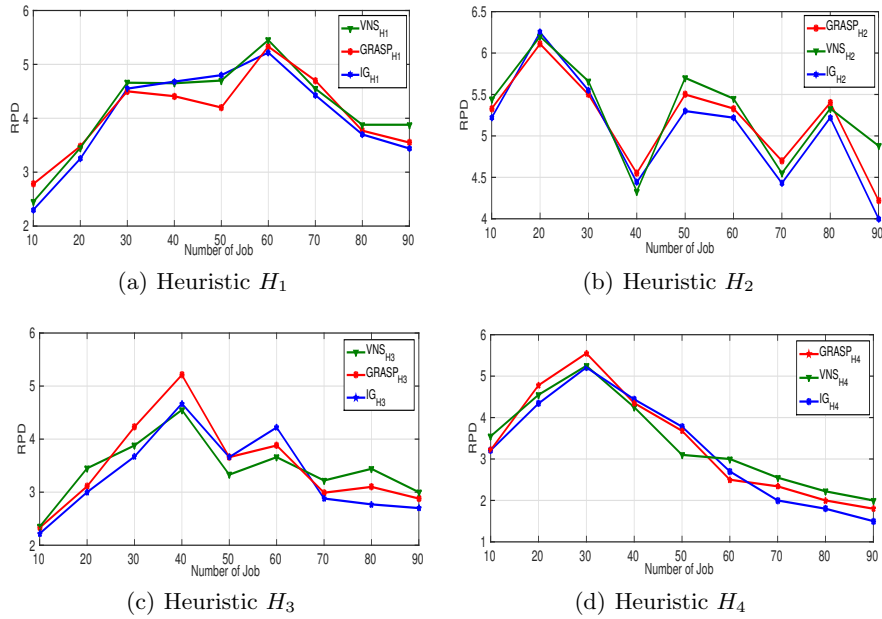 6
5
4
3
2
RPD
10 20 30 40 50 60 70 80 90
Number of Job
VNS_H1
GRASP_H1
IG_H1
(a) Heuristic H_1
6.5
6
5.5
5
4.5
4
RPD
10 20 30 40 50 60 70 80 90
Number of Job
GRASP_H2
VNS_H2
IG_H2
(b) Heuristic H_2
6
5
4
3
2
RPD
10 20 30 40 50 60 70 80 90
Number of Job
VNS_H3
GRASP_H3
IG_H3
(c) Heuristic H_3
6
5
4
3
2
1
RPD
10 20 30 40 50 60 70 80 90
Number of Job
GRASP_H4
VNS_H4
IG_H4
(d) Heuristic H_4